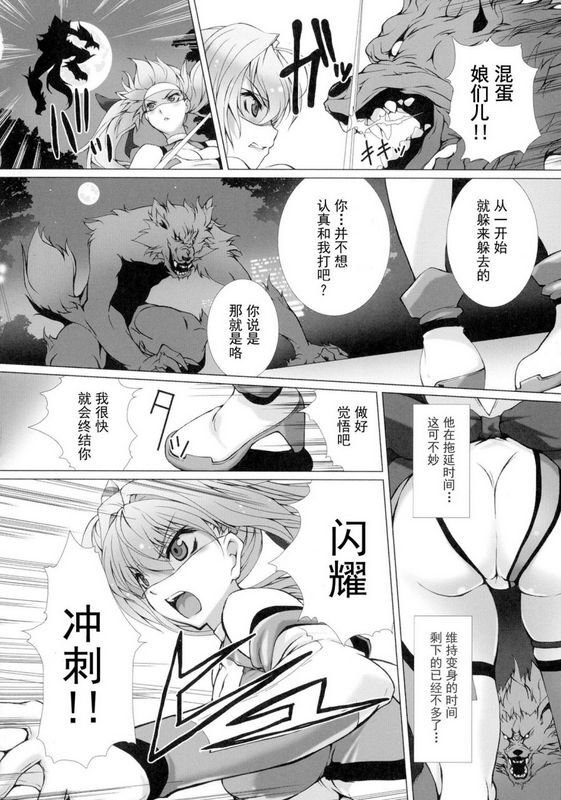 混蛋
娘们儿!!
从一开始
就躲来躲去的
你…并不想
认真和我打吧？
你说是
那就是咯
他在拖延时间…
这可不妙
做好
觉悟吧
我很快
就会终结你
闪耀
冲刺!!
维持变身的时间
剩下的已经不多了…